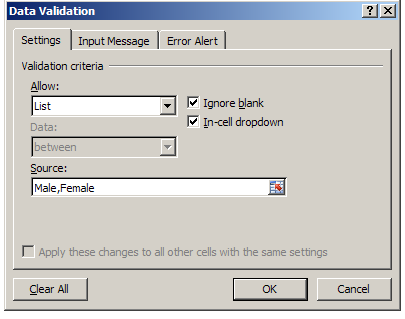 Data Validation
Settings Input Message Error Alert
Validation criteria
Allow:
List Ignore blank
In-cell dropdown
Data:
between
Source:
Male,Female
Apply these changes to all other cells with the same settings
Clear All OK Cancel